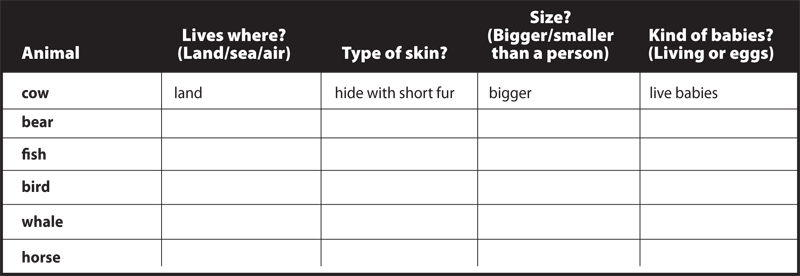 Animal
Lives where?
(Land/sea/air)
Type of skin?
Size?
(Bigger/smaller
than a person)
Kind of babies?
(Living or eggs)
cow land hide with short fur bigger live babies
bear
fish
bird
whale
horse